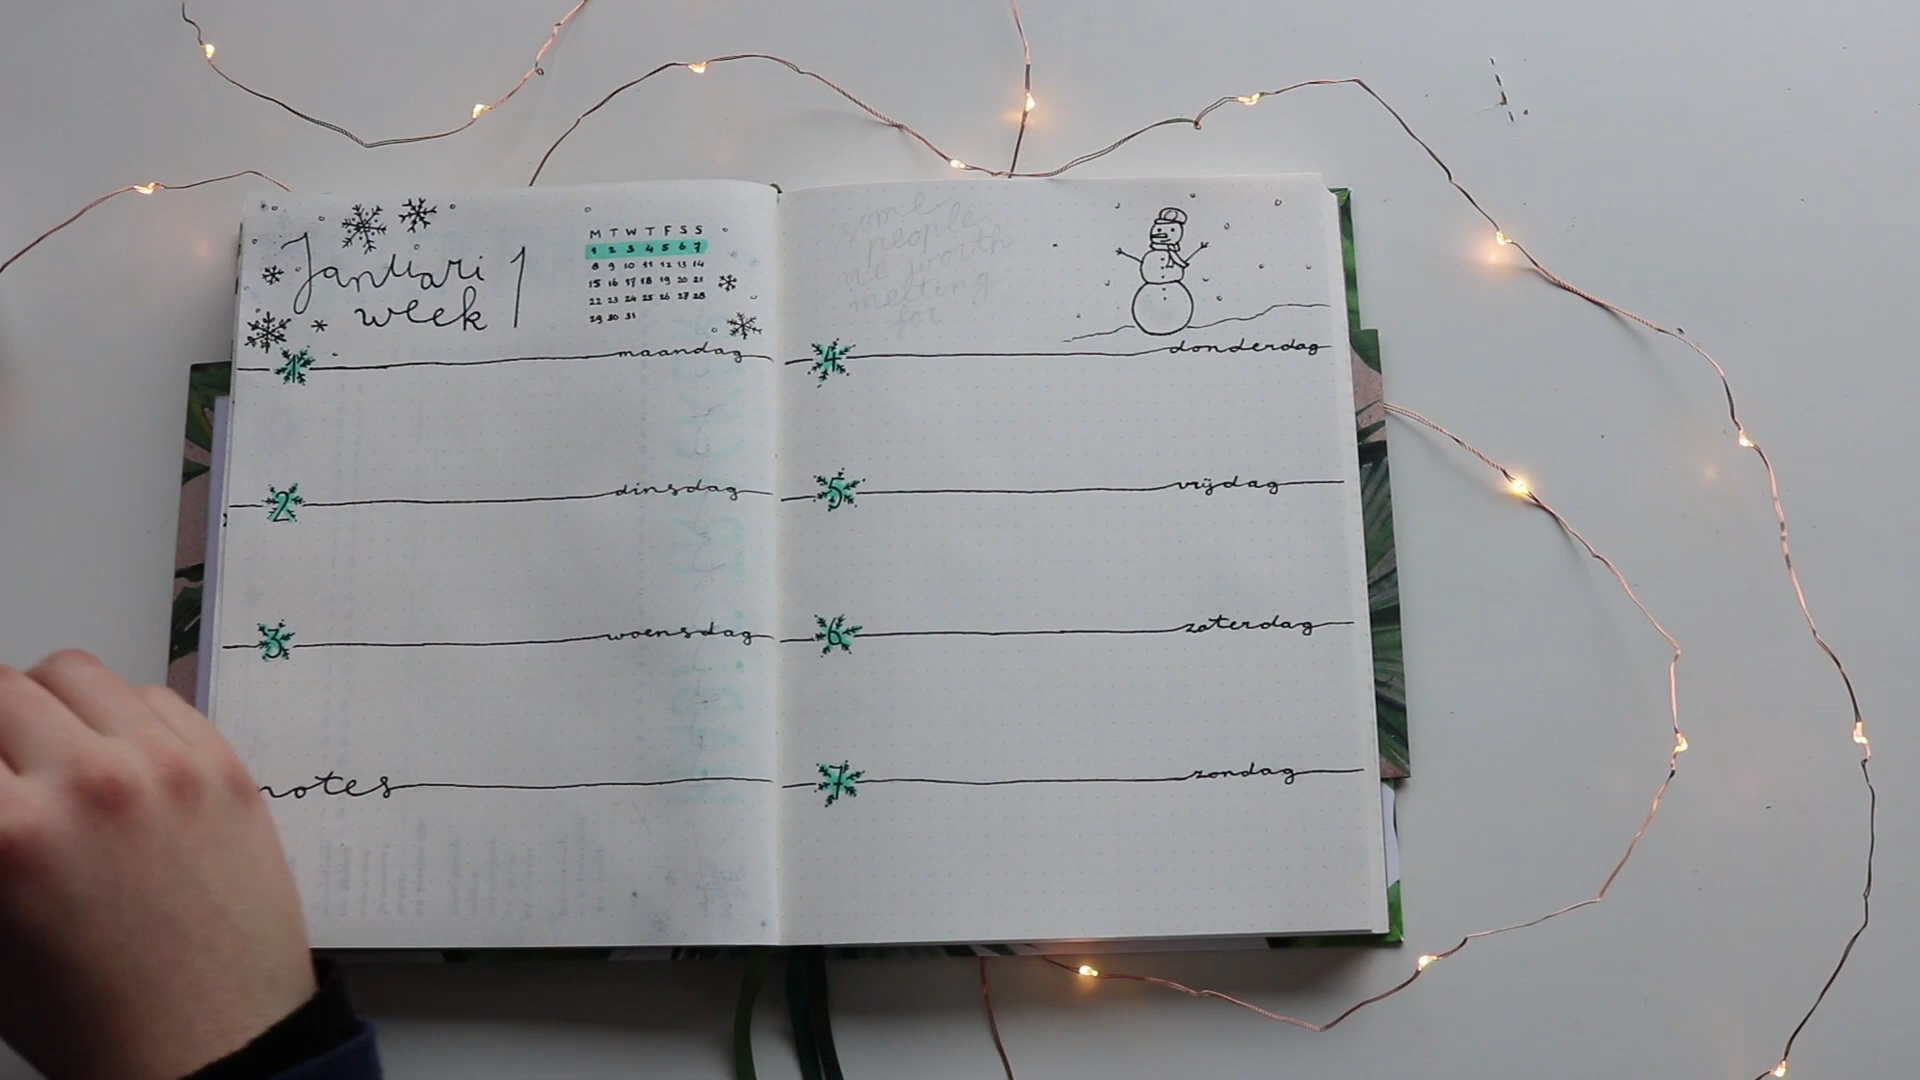 Januari
week 1
M T W T F S S
1 2 3 4 5 6 7
8 9 10 11 12 13 14
15 16 17 18 19 20 21
22 23 24 25 26 27 28
29 30 31
1 maandag
2 dinsdag
3 woensdag
notes
some
people
are worth
melting
for
4 donderdag
5 vrijdag
6 zaterdag
7 zondag